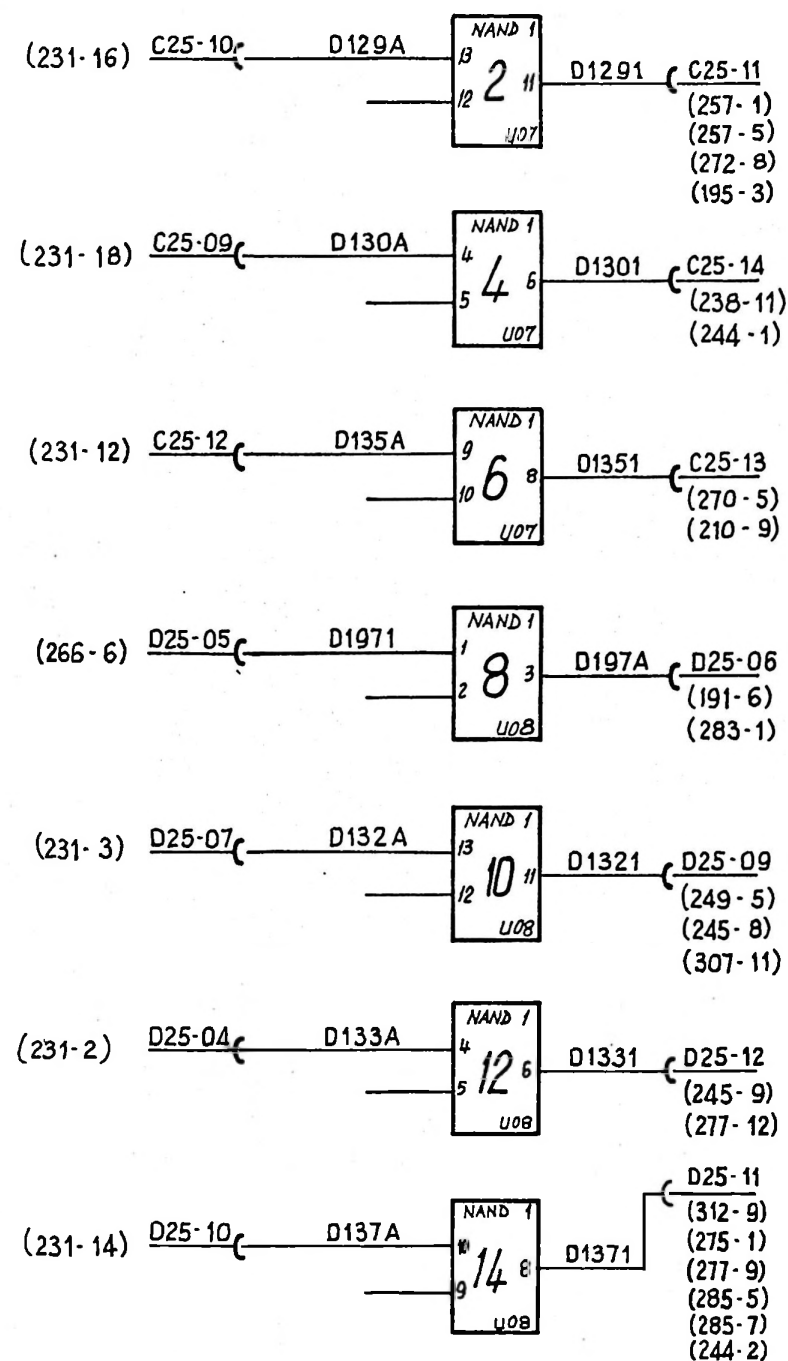 NAND 1
(231-16) C25-10 D129A 13 2 11 D1291 C25-11
12
U07
(257-1)
(257-5)
(272-8)
(195-3)
NAND 1
(231-18) C25-09 D130A 4 4 6 D1301 C25-14
5
U07
(238-11)
(244-1)
NAND 1
(231-12) C25-12 D135A 9 6 8 D1351 C25-13
10
U07
(270-5)
(210-9)
NAND 1
(266-6) D25-05 D1971 1 8 3 D197A D25-06
2
U08
(191-6)
(283-1)
NAND 1
(231-3) D25-07 D132A 13 10 11 D1321 D25-09
12
U08
(249-5)
(245-8)
(307-11)
NAND 1
(231-2) D25-04 D133A 4 12 6 D1331 D25-12
5
U08
(245-9)
(277-12)
NAND 1
(231-14) D25-10 D137A 10 14 8 D1371 D25-11
9
U08
(312-9)
(275-1)
(277-9)
(285-5)
(285-7)
(244-2)